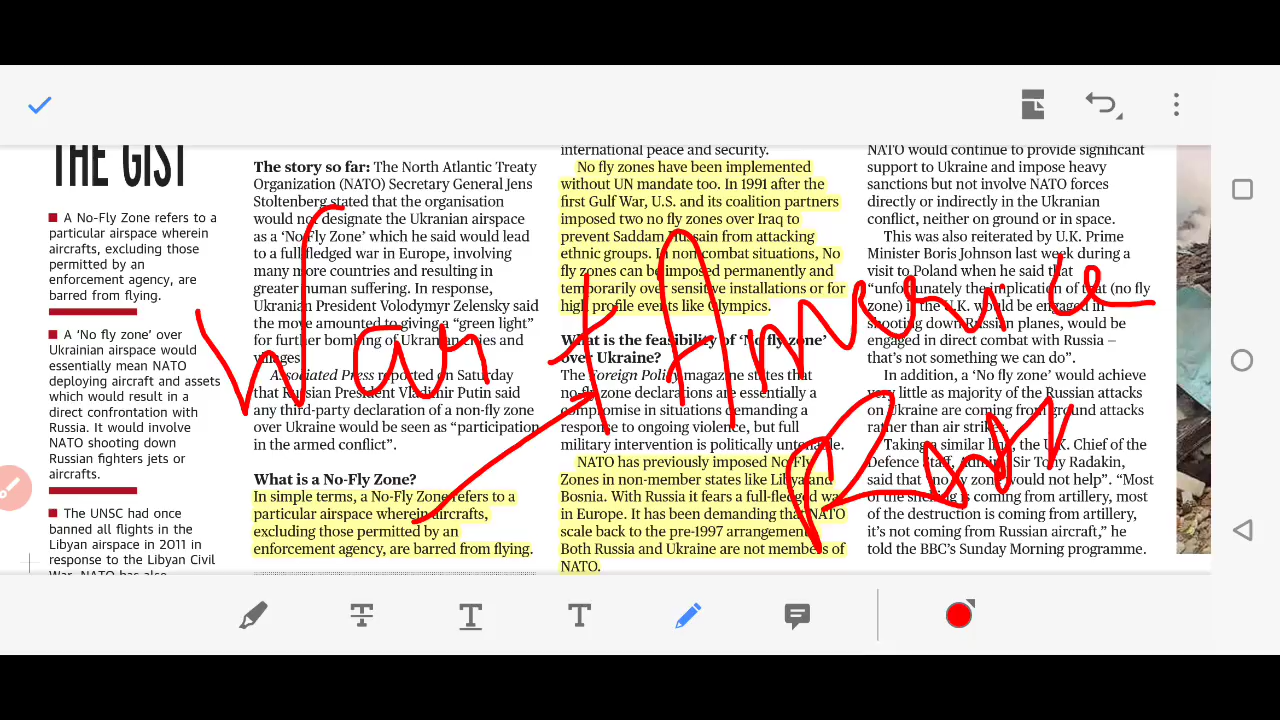 THE GIST
A No-Fly Zone refers to a
particular airspace wherein
aircrafts, excluding those
permitted by an
enforcement agency, are
barred from flying.
A 'No fly zone' over
Ukrainian airspace would
essentially mean NATO
deploying aircraft and assets
which would result in a
direct confrontation with
Russia. It would involve
NATO shooting down
Russian fighters jets or
aircrafts.
The UNSC had once
banned all flights in the
Libyan airspace in 2011 in
response to the Libyan Civil
War. NATO has also
The story so far: The North Atlantic Treaty
Organization (NATO) Secretary General Jens
Stoltenberg stated that the organisation
would not designate the Ukranian airspace
as a 'No Fly Zone' which he said would lead
to a full fledged war in Europe, involving
many more countries and resulting in
greater human suffering. In response,
Ukranian President Volodymyr Zelensky said
the move amounted to giving a "green light"
for further bombing of Ukranian cities and
villages.
Associated Press reported on Saturday
that Russian President Vladimir Putin said
any third-party declaration of a non-fly zone
over Ukraine would be seen as "participation
in the armed conflict".
What is a No-Fly Zone?
In simple terms, a No-Fly Zone refers to a
particular airspace wherein aircrafts,
excluding those permitted by an
enforcement agency, are barred from flying.
international peace and security.
No fly zones have been implemented
without UN mandate too. In 1991 after the
first Gulf War, U.S. and its coalition partners
imposed two no fly zones over Iraq to
prevent Saddam Hussain from attacking
ethnic groups. In non combat situations, No
fly zones can be imposed permanently and
temporarily over sensitive installations or for
high profile events like Olympics.
What is the feasibility of 'No fly zone'
over Ukraine?
The Foreign Policy magazine states that
no-fly zone declarations are essentially a
compromise in situations demanding a
response to ongoing violence, but full
military intervention is politically untenable.
NATO has previously imposed No-Fly
Zones in non-member states like Libya and
Bosnia. With Russia it fears a full-fledged war
in Europe. It has been demanding that NATO
scale back to the pre-1997 arrangement.
Both Russia and Ukraine are not members of
NATO.
NATO would continue to provide significant
support to Ukraine and impose heavy
sanctions but not involve NATO forces
directly or indirectly in the Ukranian
conflict, neither on ground or in space.
This was also reiterated by U.K. Prime
Minister Boris Johnson last week during a
visit to Poland when he said that
"unfortunately the implication of that (no fly
zone) is the U.K. would be engaged in
shooting down Russian planes, would be
engaged in direct combat with Russia –
that's not something we can do".
In addition, a 'No fly zone' would achieve
very little as majority of the Russian attacks
on Ukraine are coming from ground attacks
rather than air strikes.
Taking a similar line, the U.K. Chief of the
Defence Staff, Admiral Sir Tony Radakin,
said that "no fly zone would not help". "Most
of the shelling is coming from artillery, most
of the destruction is coming from artillery,
it's not coming from Russian aircraft," he
told the BBC's Sunday Morning programme.
War